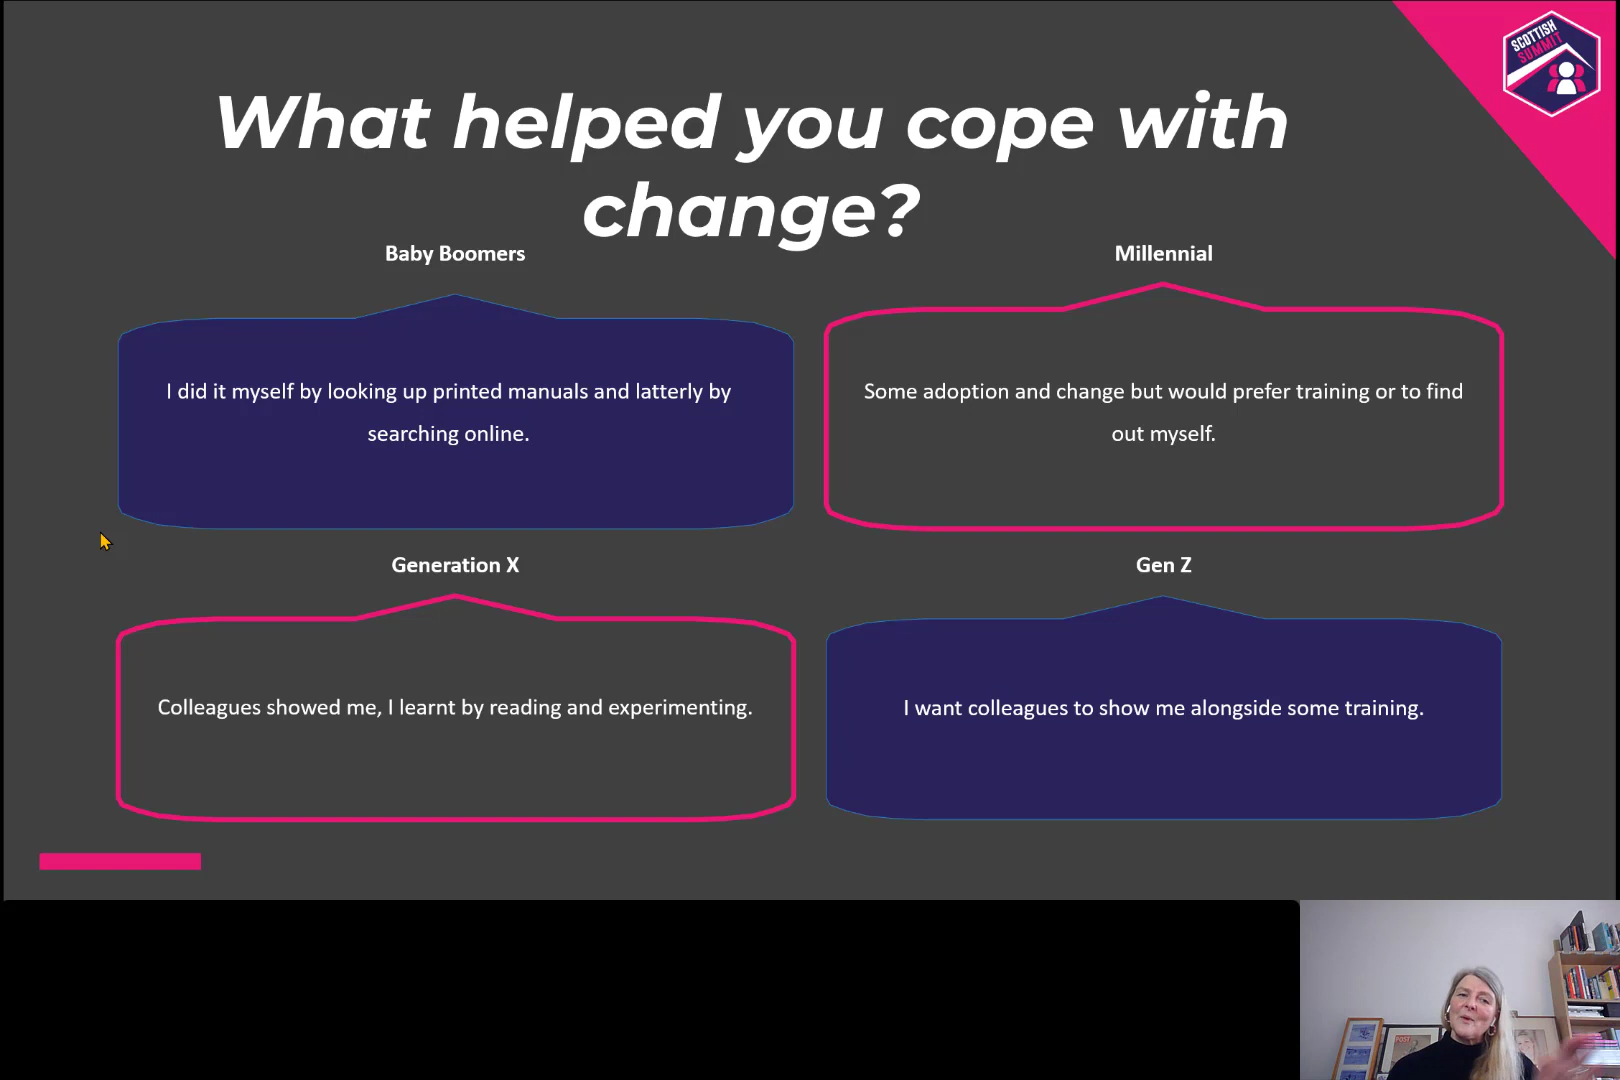 SCOTTISH
SUMMIT
What helped you cope with
change?
Baby Boomers
I did it myself by looking up printed manuals and latterly by
searching online.
Millennial
Some adoption and change but would prefer training or to find
out myself.
Generation X
Colleagues showed me, I learnt by reading and experimenting.
Gen Z
I want colleagues to show me alongside some training.
POST